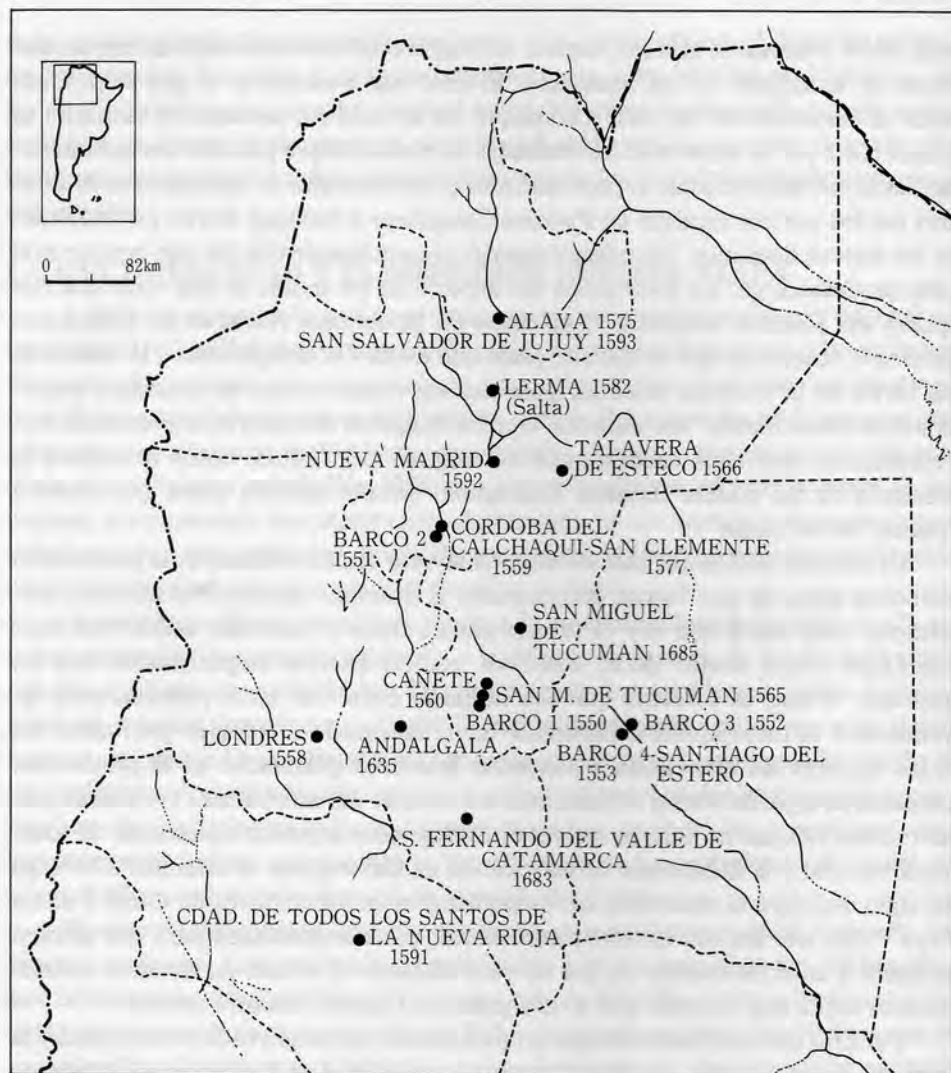 0 82km
ALAVA 1575
SAN SALVADOR DE JUJUY 1593
LERMA 1582
(Salta)
NUEVA MADRID
1592
TALAVERA
DE ESTECO 1566
BARCO 2
1551
CORDOBA DEL
CALCHAQUI-SAN CLEMENTE
1559 1577
SAN MIGUEL
DE
TUCUMAN 1685
CAÑETE
1560
SAN M. DE TUCUMAN 1565
BARCO 1 1550
BARCO 3 1552
BARCO 4-SANTIAGO DEL
1553 ESTERO
LONDRES
1558
ANDALGALA
1635
S. FERNANDO DEL VALLE DE
CATAMARCA
1683
CDAD. DE TODOS LOS SANTOS DE
LA NUEVA RIOJA
1591